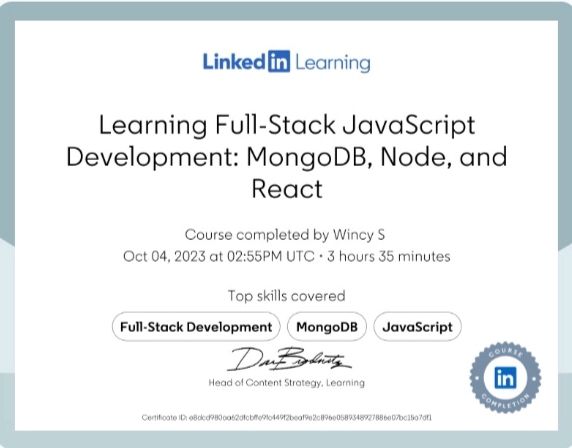 Linked in Learning
Learning Full-Stack JavaScript
Development: MongoDB, Node, and
React
Course completed by Wincy S
Oct 04, 2023 at 02:55PM UTC • 3 hours 35 minutes
Top skills covered
Full-Stack Development MongoDB JavaScript
Head of Content Strategy, Learning
COURSE
in
COMPLETION
Certificate ID: